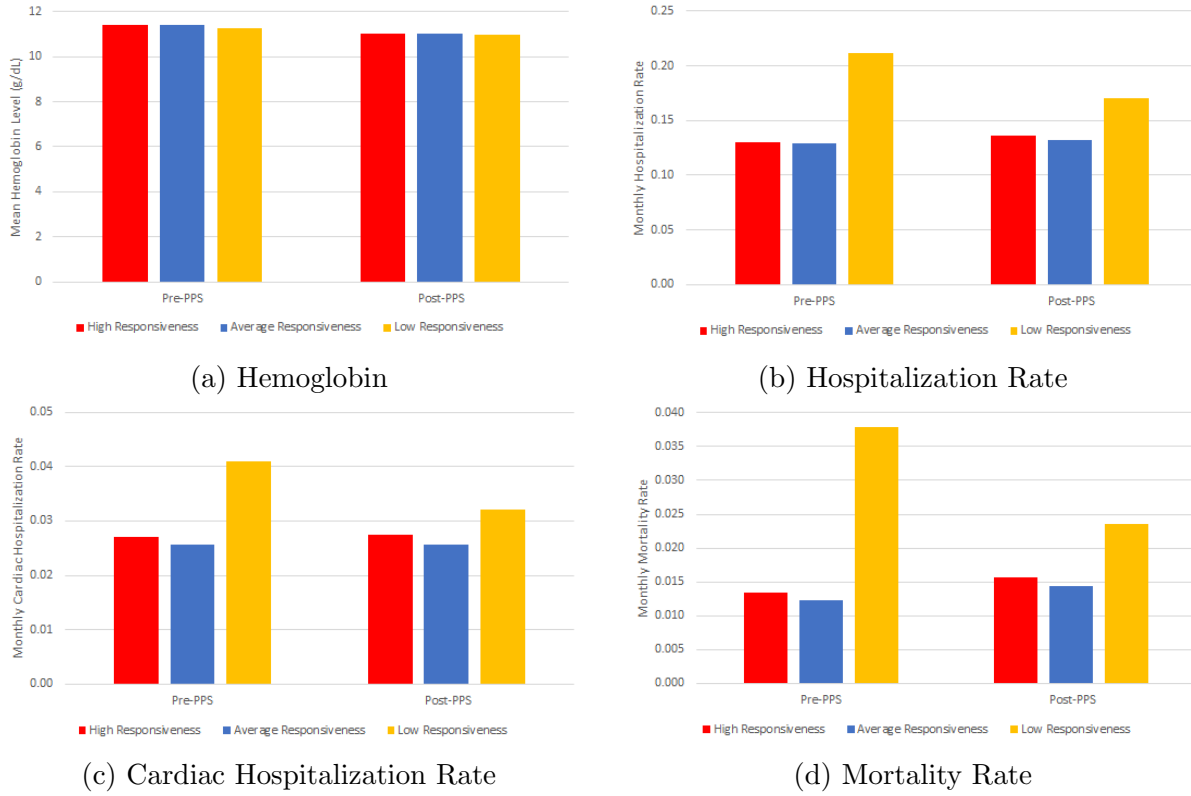 12
10
8
6
4
2
0
Mean Hemoglobin Level (g/dL)
Pre-PPS
Post-PPS
High Responsiveness
Average Responsiveness
Low Responsiveness
(a) Hemoglobin
0.25
0.20
0.15
0.10
0.05
0.00
Monthly Hospitalization Rate
Pre-PPS
Post-PPS
High Responsiveness
Average Responsiveness
Low Responsiveness
(b) Hospitalization Rate
0.05
0.04
0.03
0.02
0.01
0.00
Monthly Cardiac Hospitalization Rate
Pre-PPS
Post-PPS
High Responsiveness
Average Responsiveness
Low Responsiveness
(c) Cardiac Hospitalization Rate
0.040
0.035
0.030
0.025
0.020
0.015
0.010
0.005
0.000
Monthly Mortality Rate
Pre-PPS
Post-PPS
High Responsiveness
Average Responsiveness
Low Responsiveness
(d) Mortality Rate